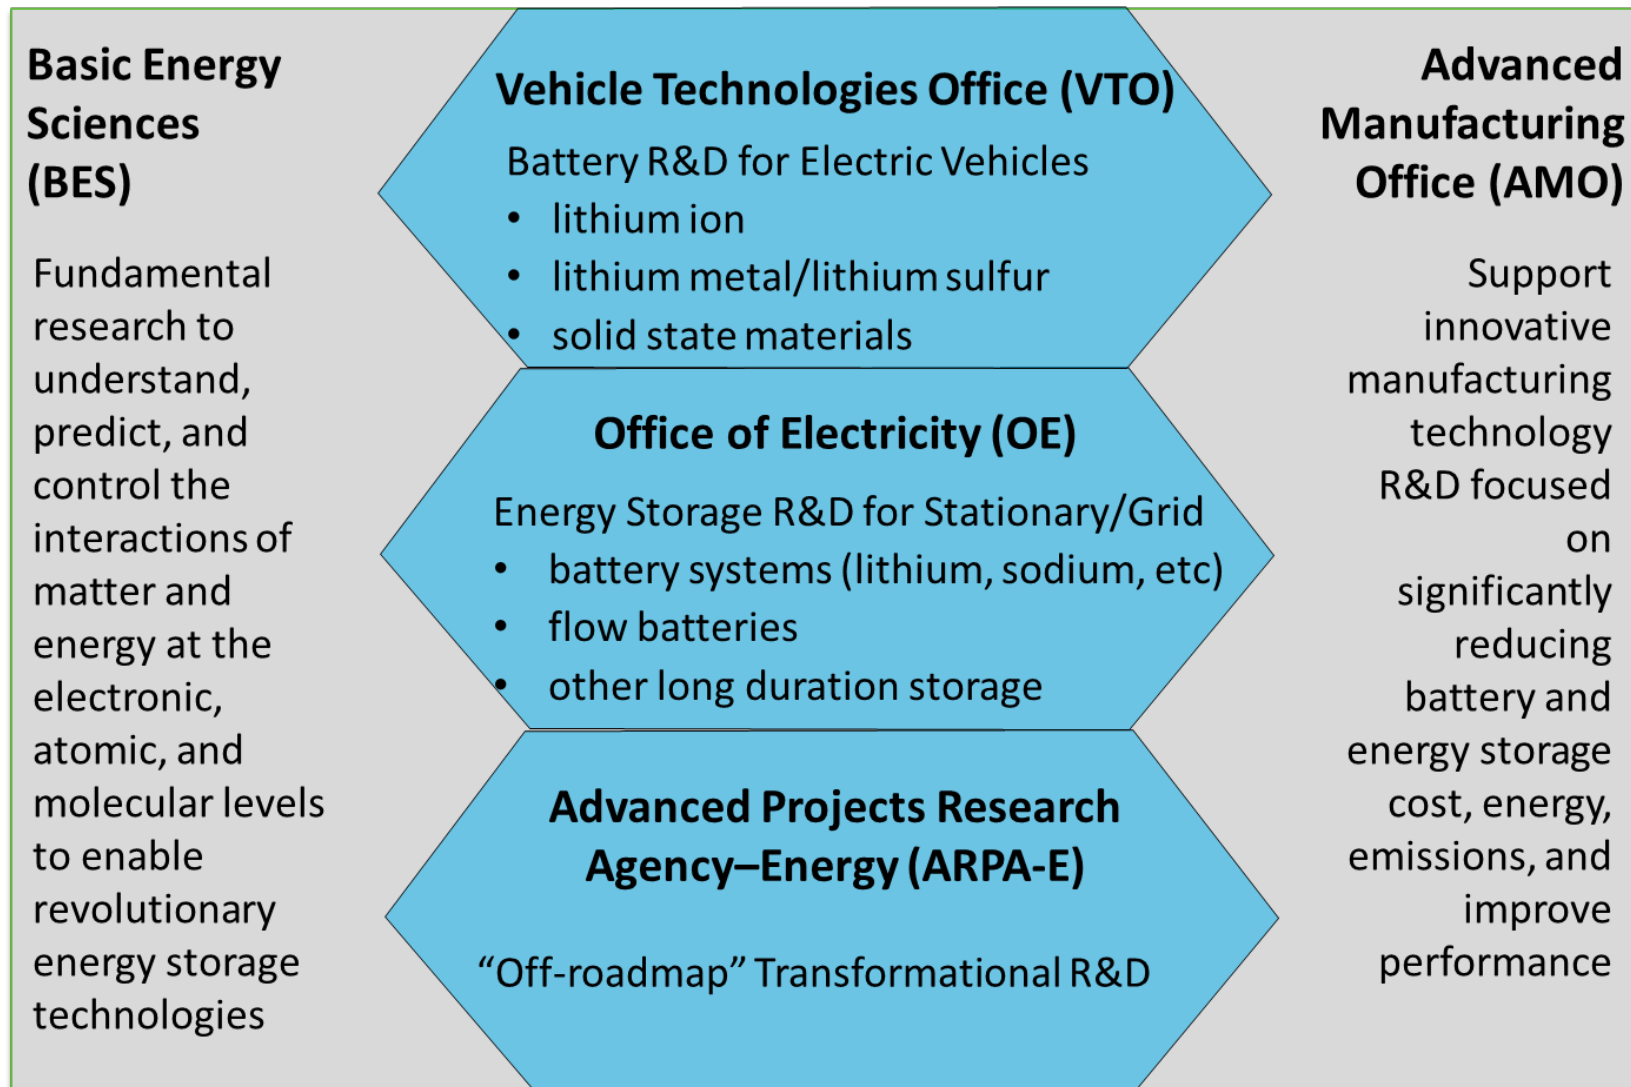 Basic Energy
Sciences
(BES)
Fundamental
research to
understand,
predict, and
control the
interactions of
matter and
energy at the
electronic,
atomic, and
molecular levels
to enable
revolutionary
energy storage
technologies
Vehicle Technologies Office (VTO)
Battery R&D for Electric Vehicles
• lithium ion
• lithium metal/lithium sulfur
• solid state materials
Office of Electricity (OE)
Energy Storage R&D for Stationary/Grid
• battery systems (lithium, sodium, etc)
• flow batteries
• other long duration storage
Advanced Projects Research
Agency–Energy (ARPA-E)
“Off-roadmap” Transformational R&D
Advanced
Manufacturing
Office (AMO)
Support
innovative
manufacturing
technology
R&D focused
on
significantly
reducing
battery and
energy storage
cost, energy,
emissions, and
improve
performance